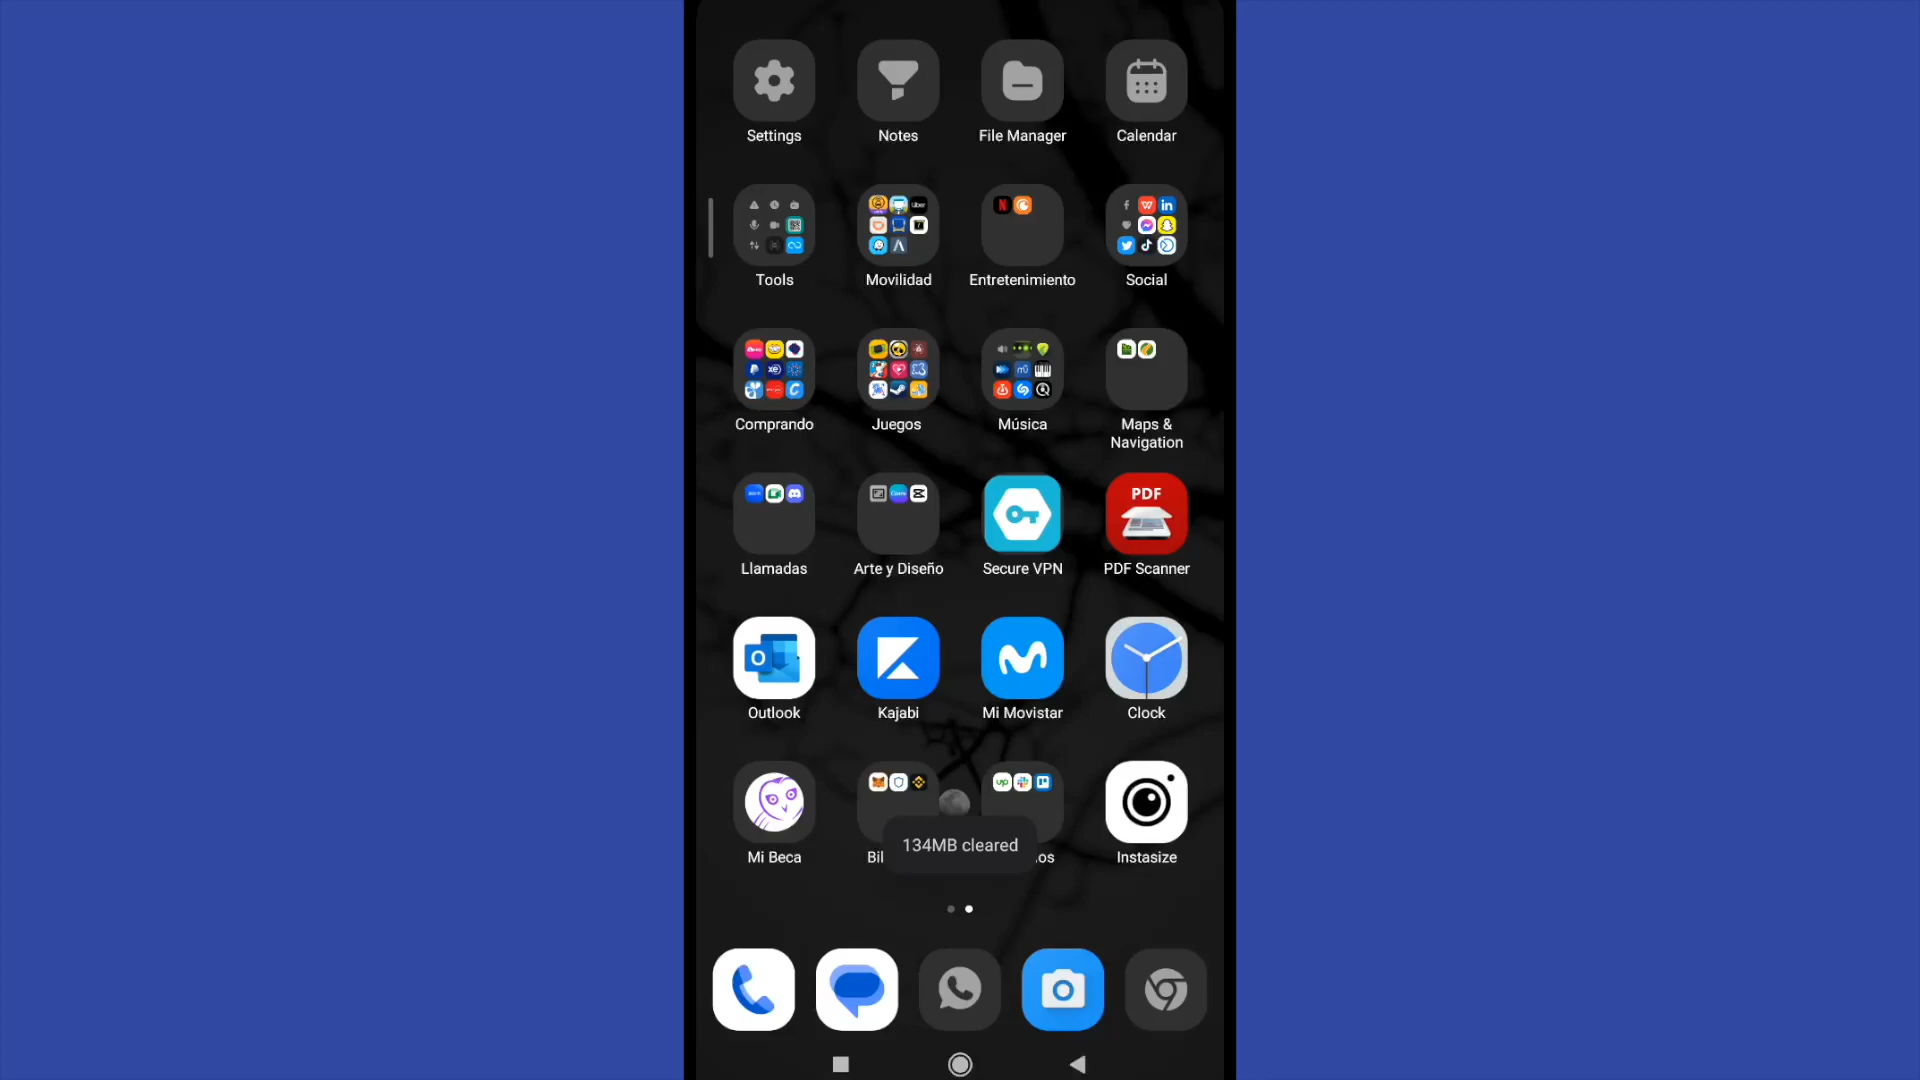 Settings
Notes
File Manager
Calendar
Tools
Movilidad
Entretenimiento
Social
Comprando
Juegos
Música
Maps &
Navigation
Llamadas
Arte y Diseño
Secure VPN
PDF
PDF Scanner
Outlook
Kajabi
Mi Movistar
Clock
Mi Beca
Bil
134MB cleared
os
Instasize